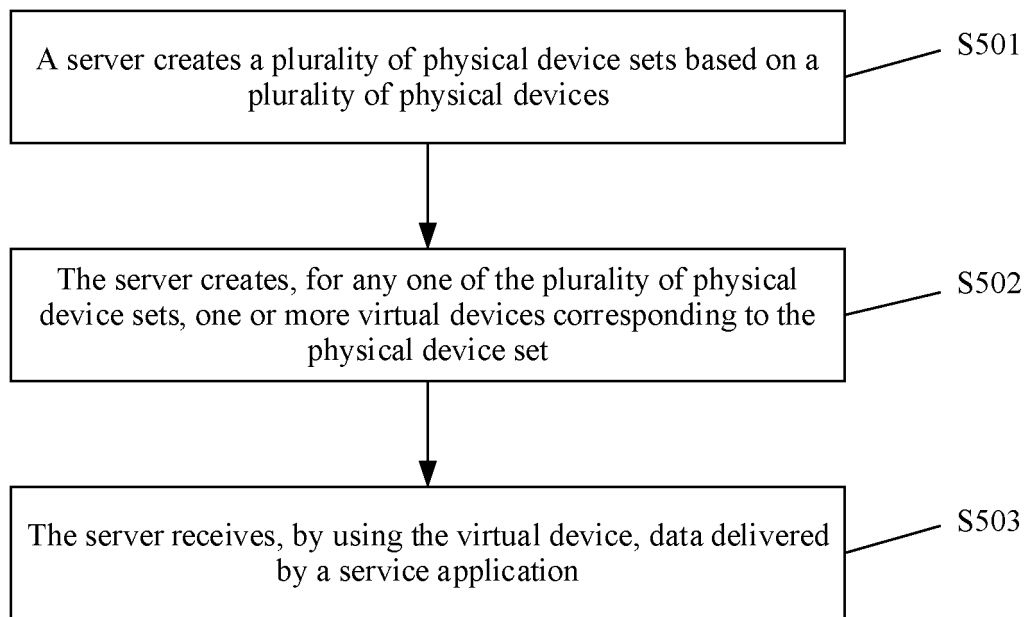 A server creates a plurality of physical device sets based on a
plurality of physical devices
S501
The server creates, for any one of the plurality of physical
device sets, one or more virtual devices corresponding to the
physical device set
S502
The server receives, by using the virtual device, data delivered
by a service application
S503